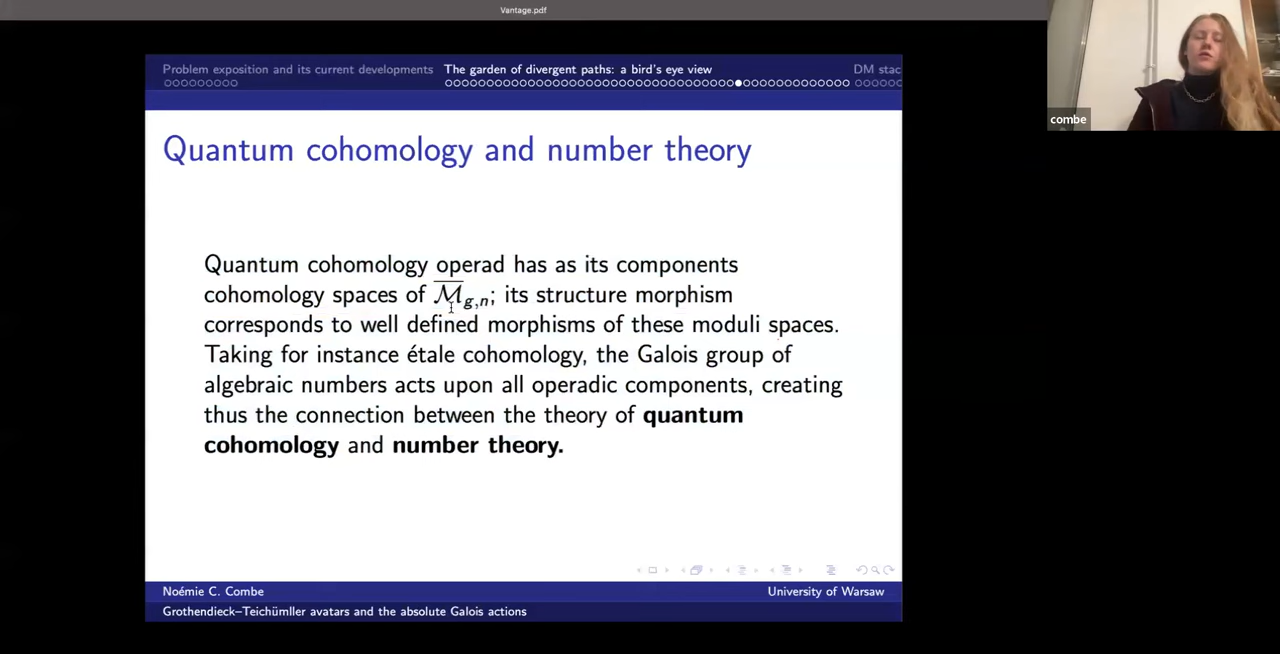 Vantage.pdf
Problem exposition and its current developments
The garden of divergent paths: a bird's eye view
DM stac
combe
Quantum cohomology and number theory
Quantum cohomology operad has as its components
cohomology spaces of $\overline{\mathcal{M}}_{g,n}$; its structure morphism
corresponds to well defined morphisms of these moduli spaces.
Taking for instance étale cohomology, the Galois group of
algebraic numbers acts upon all operadic components, creating
thus the connection between the theory of quantum
cohomology and number theory.
Noémie C. Combe
University of Warsaw
Grothendieck–Teichümller avatars and the absolute Galois actions